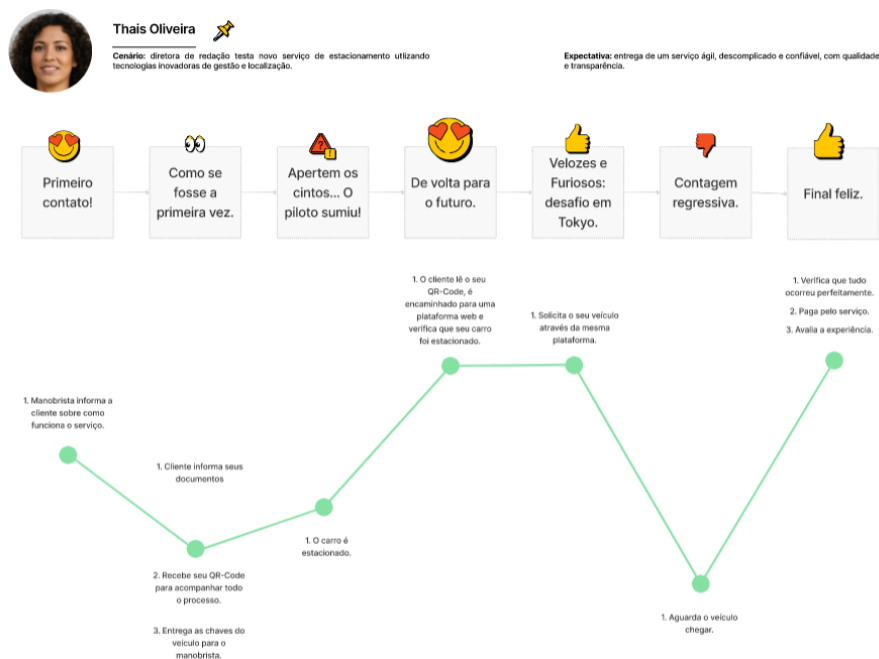 Thais Oliveira
Cenário: diretora de redação testa novo serviço de estacionamento utlizando
tecnologias inovadoras de gestão e localização.
Expectativa: entrega de um serviço ágil, descomplicado e confiável, com qualidade
e transparência.
Primeiro
contato!
Como se
fosse a
primeira vez.
Apertem os
cintos... O
piloto sumiu!
De volta para
o futuro.
Velozes e
Furiosos:
desafio em
Tokyo.
Contagem
regressiva.
Final feliz.
1. Manobrista informa a
cliente sobre como
funciona o serviço.
1. Cliente informa seus
documentos
2. Recebe seu QR-Code
para acompanhar todo
o processo.
3. Entrega as chaves do
veículo para o
manobrista.
1. O carro é
estacionado.
1. O cliente lê o seu
QR-Code, é
encaminhado para uma
plataforma web e
verifica que seu carro
foi estacionado.
1. Solicita o seu veículo
através da mesma
plataforma.
1. Aguarda o veículo
chegar.
1. Verifica que tudo
ocorreu perfeitamente.
2. Paga pelo serviço.
3. Avalia a experiência.